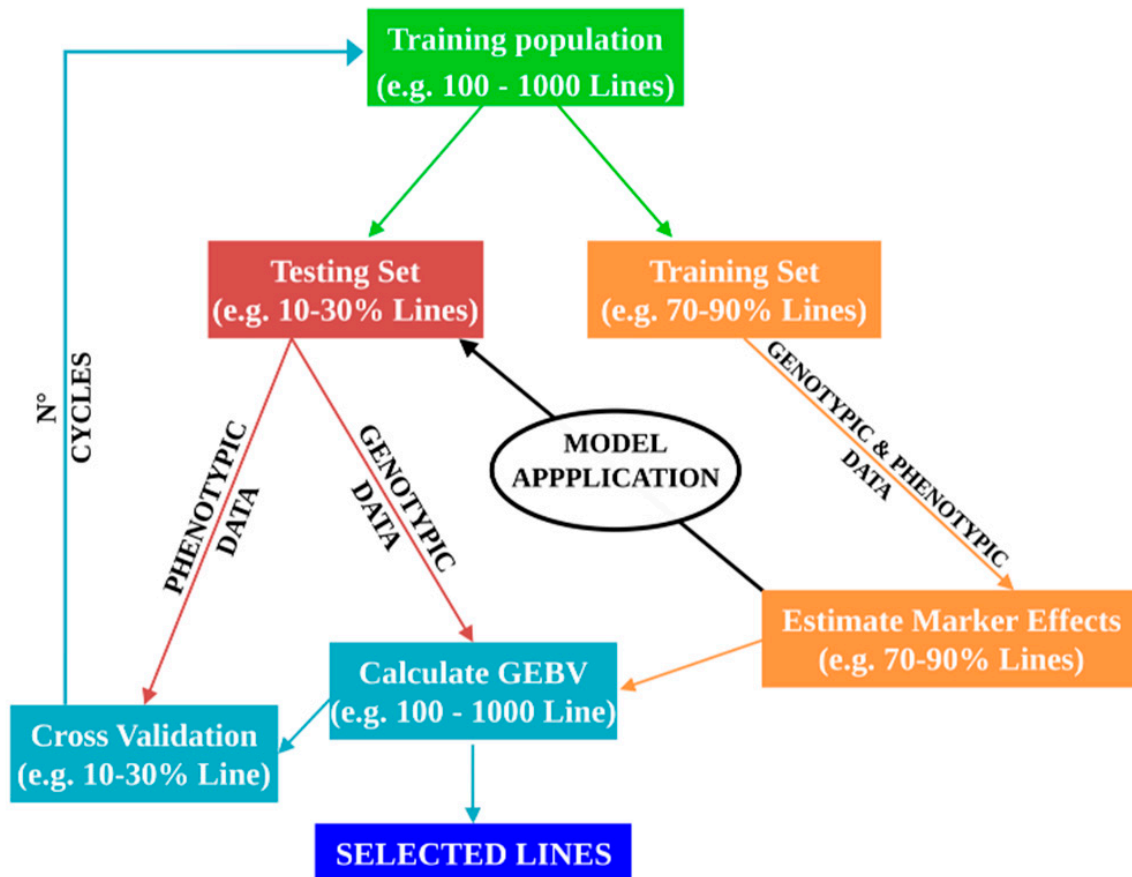 Training population
(e.g. 100 - 1000 Lines)
Testing Set
(e.g. 10-30% Lines)
Training Set
(e.g. 70-90% Lines)
N°
CYCLES
PHENOTYPIC
DATA
GENOTYPIC
DATA
MODEL
APPPLICATION
GENOTYPIC & PHENOTYPIC
DATA
Estimate Marker Effects
(e.g. 70-90% Lines)
Calculate GEBV
(e.g. 100 - 1000 Line)
Cross Validation
(e.g. 10-30% Line)
SELECTED LINES